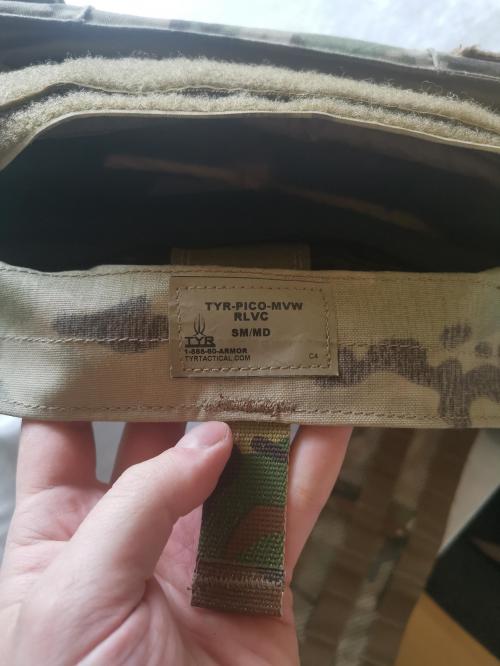 TYR-PICO-MVW
RLVC
SM/MD
TYR
1-888-60-ARMOR
TYRTACTICAL.COM
C4